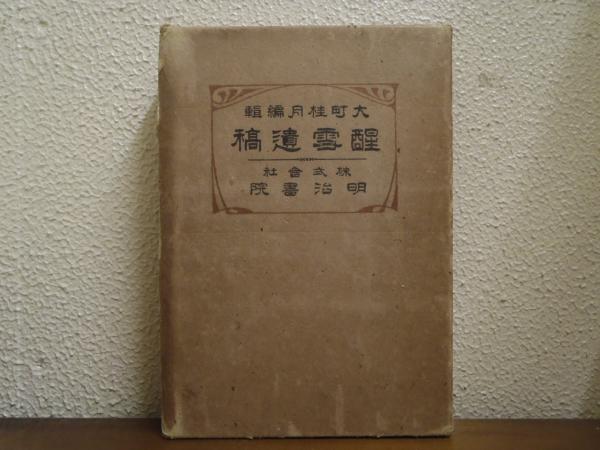 大町桂月編輯
醒雪遺稿
株式會社
明治書院